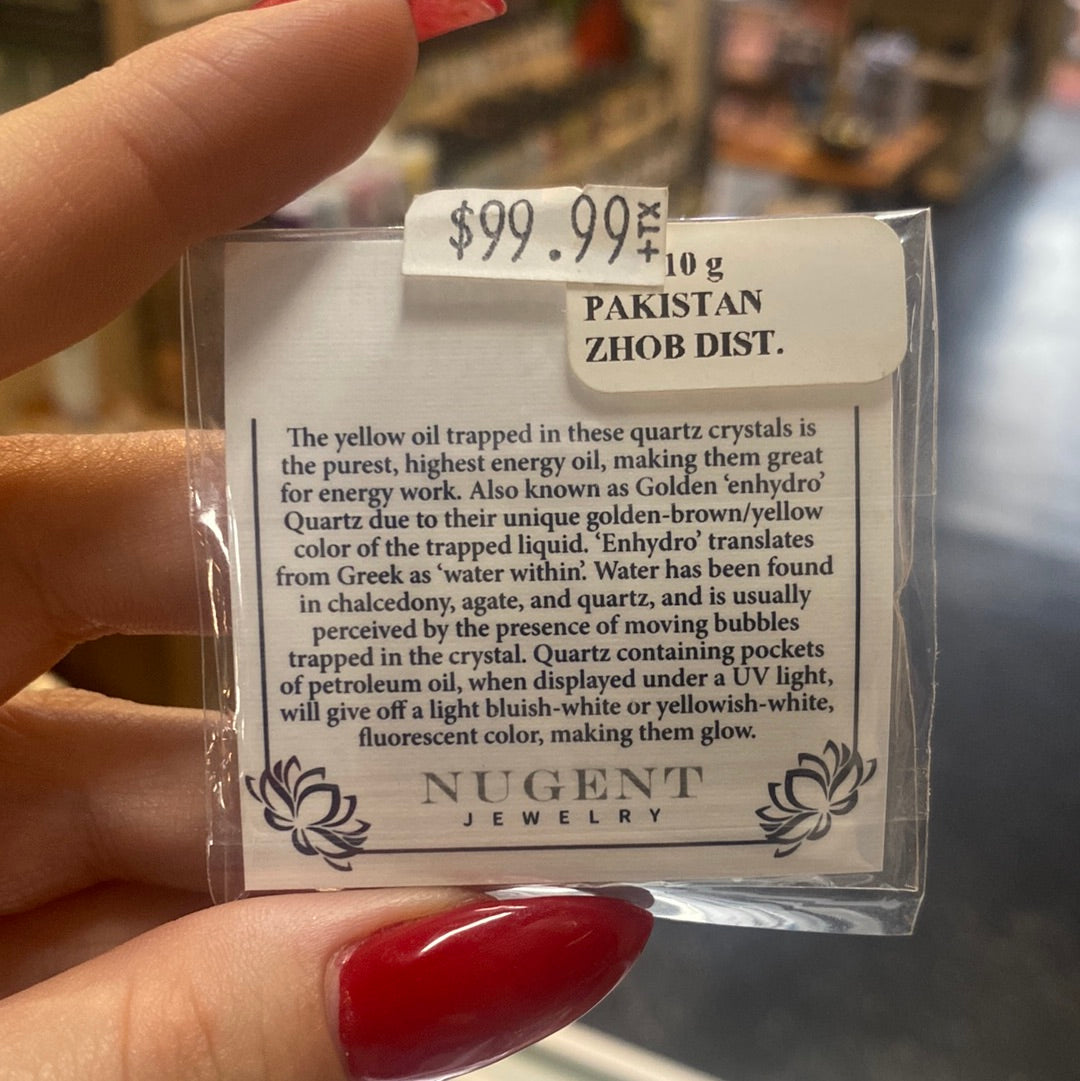 $99.99+TX
10 g
PAKISTAN
ZHOB DIST.
The yellow oil trapped in these quartz crystals is
the purest, highest energy oil, making them great
for energy work. Also known as Golden ‘enhydro’
Quartz due to their unique golden-brown/yellow
color of the trapped liquid. ‘Enhydro’ translates
from Greek as ‘water within’. Water has been found
in chalcedony, agate, and quartz, and is usually
perceived by the presence of moving bubbles
trapped in the crystal. Quartz containing pockets
of petroleum oil, when displayed under a UV light,
will give off a light bluish-white or yellowish-white,
fluorescent color, making them glow.
NUGENT
JEWELRY